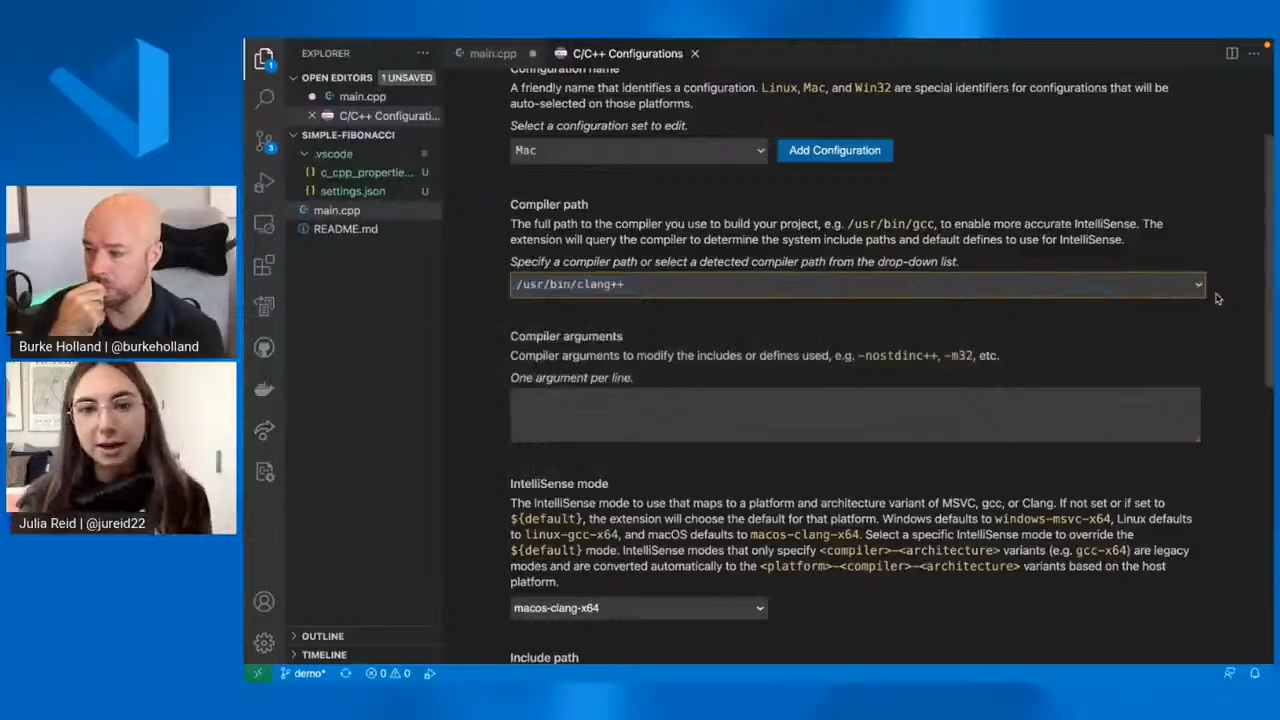 EXPLORER
···
main.cpp
C/C++ Configurations
OPEN EDITORS
1 UNSAVED
main.cpp
C/C++ Configurati...
SIMPLE-FIBONACCI
.vscode
c_cpp_propertie... U
settings.json U
main.cpp
README.md
OUTLINE
TIMELINE
Configuration name
A friendly name that identifies a configuration. Linux, Mac, and Win32 are special identifiers for configurations that will be
auto-selected on those platforms.
Select a configuration set to edit.
Mac
Add Configuration
Compiler path
The full path to the compiler you use to build your project, e.g. /usr/bin/gcc, to enable more accurate IntelliSense. The
extension will query the compiler to determine the system include paths and default defines to use for IntelliSense.
Specify a compiler path or select a detected compiler path from the drop-down list.
/usr/bin/clang++
Compiler arguments
Compiler arguments to modify the includes or defines used, e.g. -nostdinc++, -m32, etc.
One argument per line.
IntelliSense mode
The IntelliSense mode to use that maps to a platform and architecture variant of MSVC, gcc, or Clang. If not set or if set to
${default}, the extension will choose the default for that platform. Windows defaults to windows-msvc-x64, Linux defaults
to linux-gcc-x64, and macOS defaults to macos-clang-x64. Select a specific IntelliSense mode to override the
${default} mode. IntelliSense modes that only specify <compiler>-<architecture> variants (e.g. gcc-x64) are legacy
modes and are converted automatically to the <platform>-<compiler>-<architecture> variants based on the host
platform.
macos-clang-x64
Include path
1
3
demo*
0 0
Burke Holland | @burkeholland
Julia Reid | @jureid22